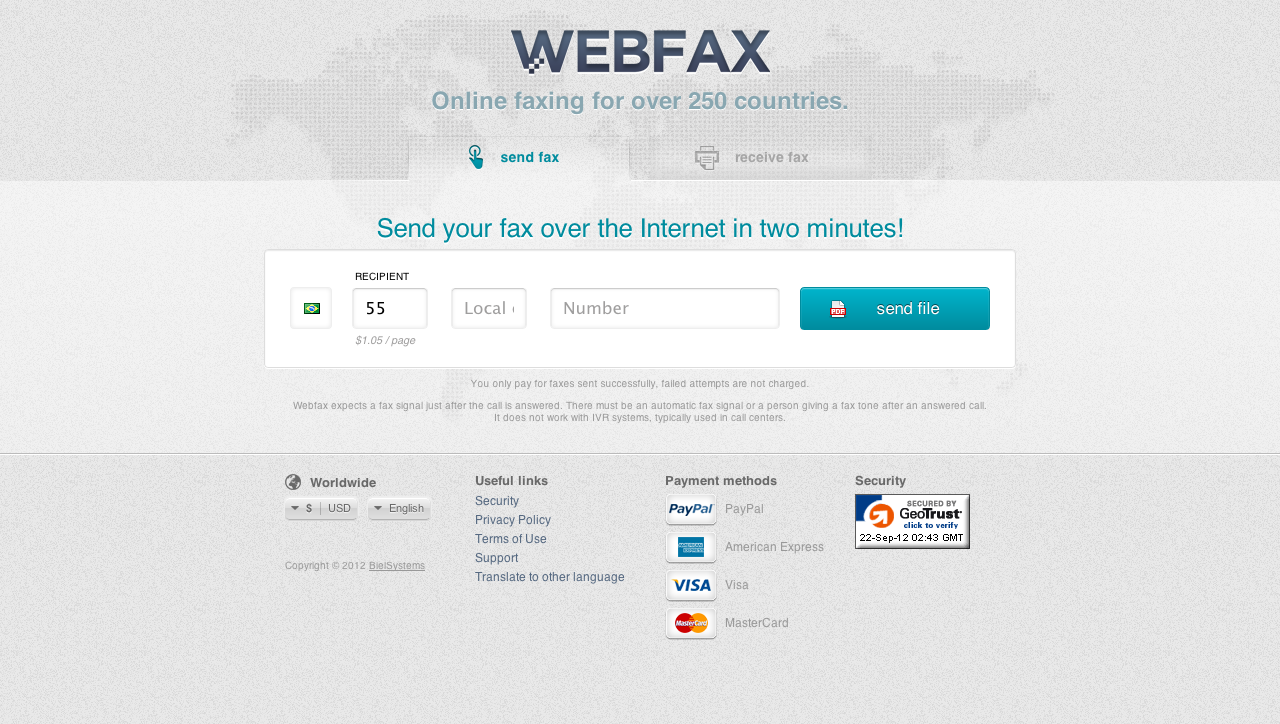 WEBFAX
Online faxing for over 250 countries.
send fax
receive fax
Send your fax over the Internet in two minutes!
RECIPIENT
55
Local
Number
PDF
send file
$1.05 / page
You only pay for faxes sent successfully, failed attempts are not charged.
Webfax expects a fax signal just after the call is answered. There must be an automatic fax signal or a person giving a fax tone after an answered call.
It does not work with IVR systems, typically used in call centers.
Worldwide
$ USD
English
Copyright © 2012 BielSystems
Useful links
Security
Privacy Policy
Terms of Use
Support
Translate to other language
Payment methods
PayPal
PayPal
AMERICAN EXPRESS
American Express
VISA
Visa
MasterCard
MasterCard
Security
SECURED BY
GeoTrust
click to verify
22-Sep-12 02:43 GMT